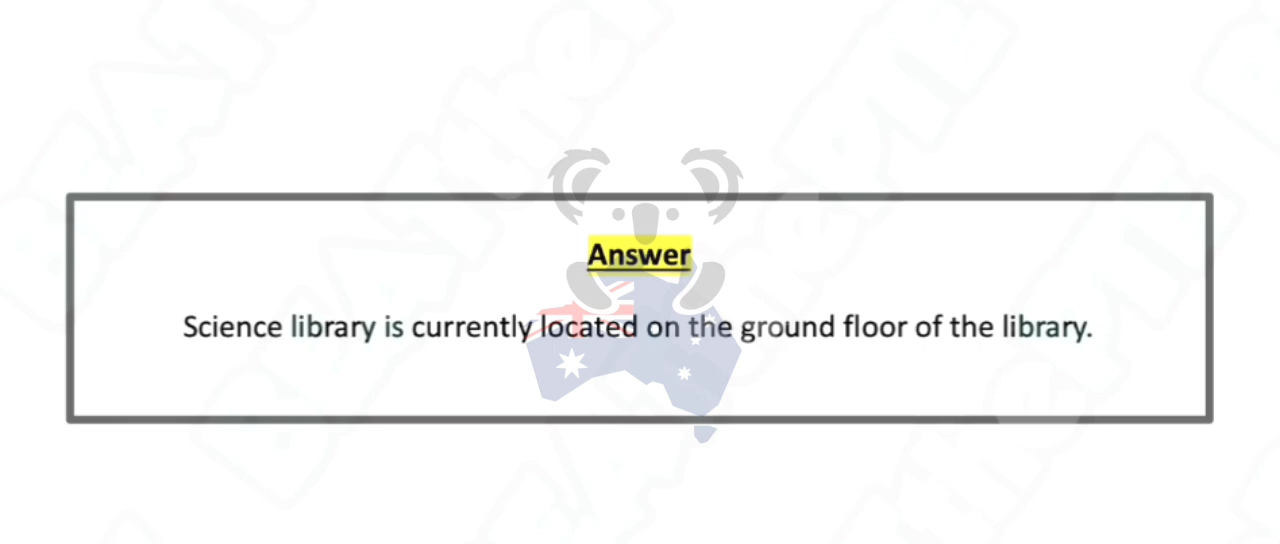 Answer
Science library is currently located on the ground floor of the library.